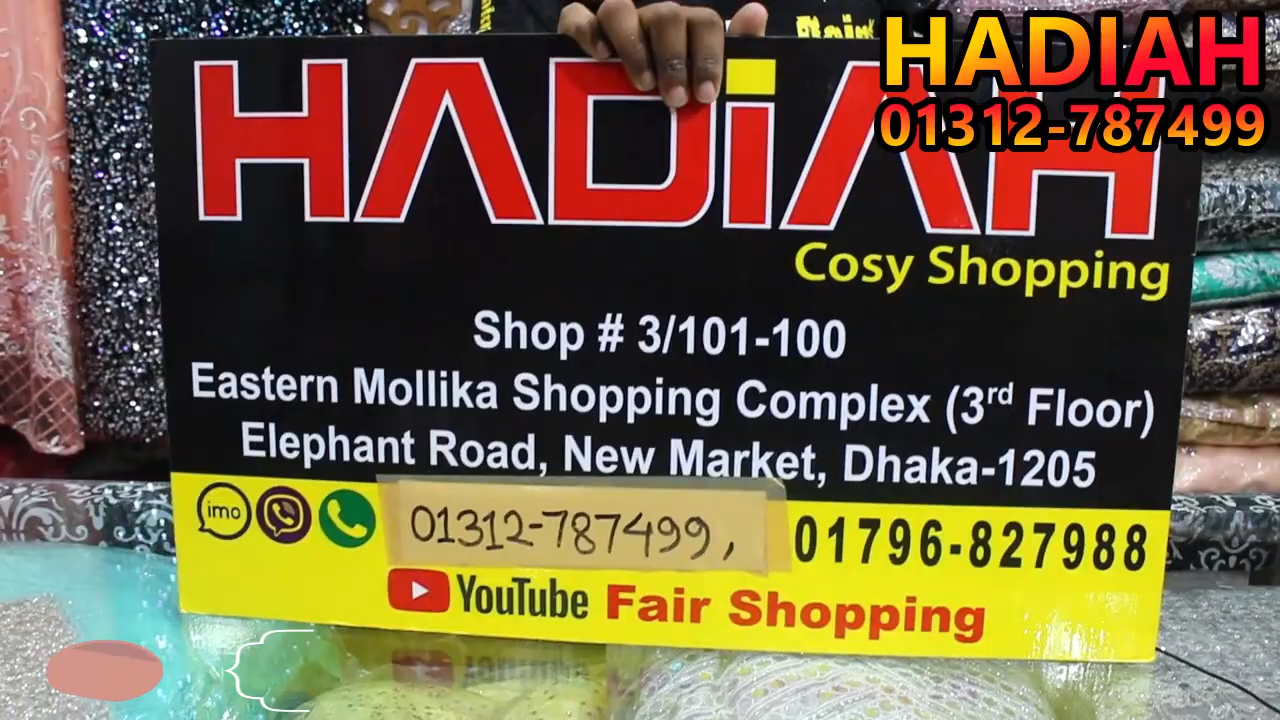 HADIAH
01312-787499
HADiAH
Cosy Shopping
Shop # 3/101-100
Eastern Mollika Shopping Complex (3rd Floor)
Elephant Road, New Market, Dhaka-1205
imo
01312-787499, 01796-827988
YouTube Fair Shopping